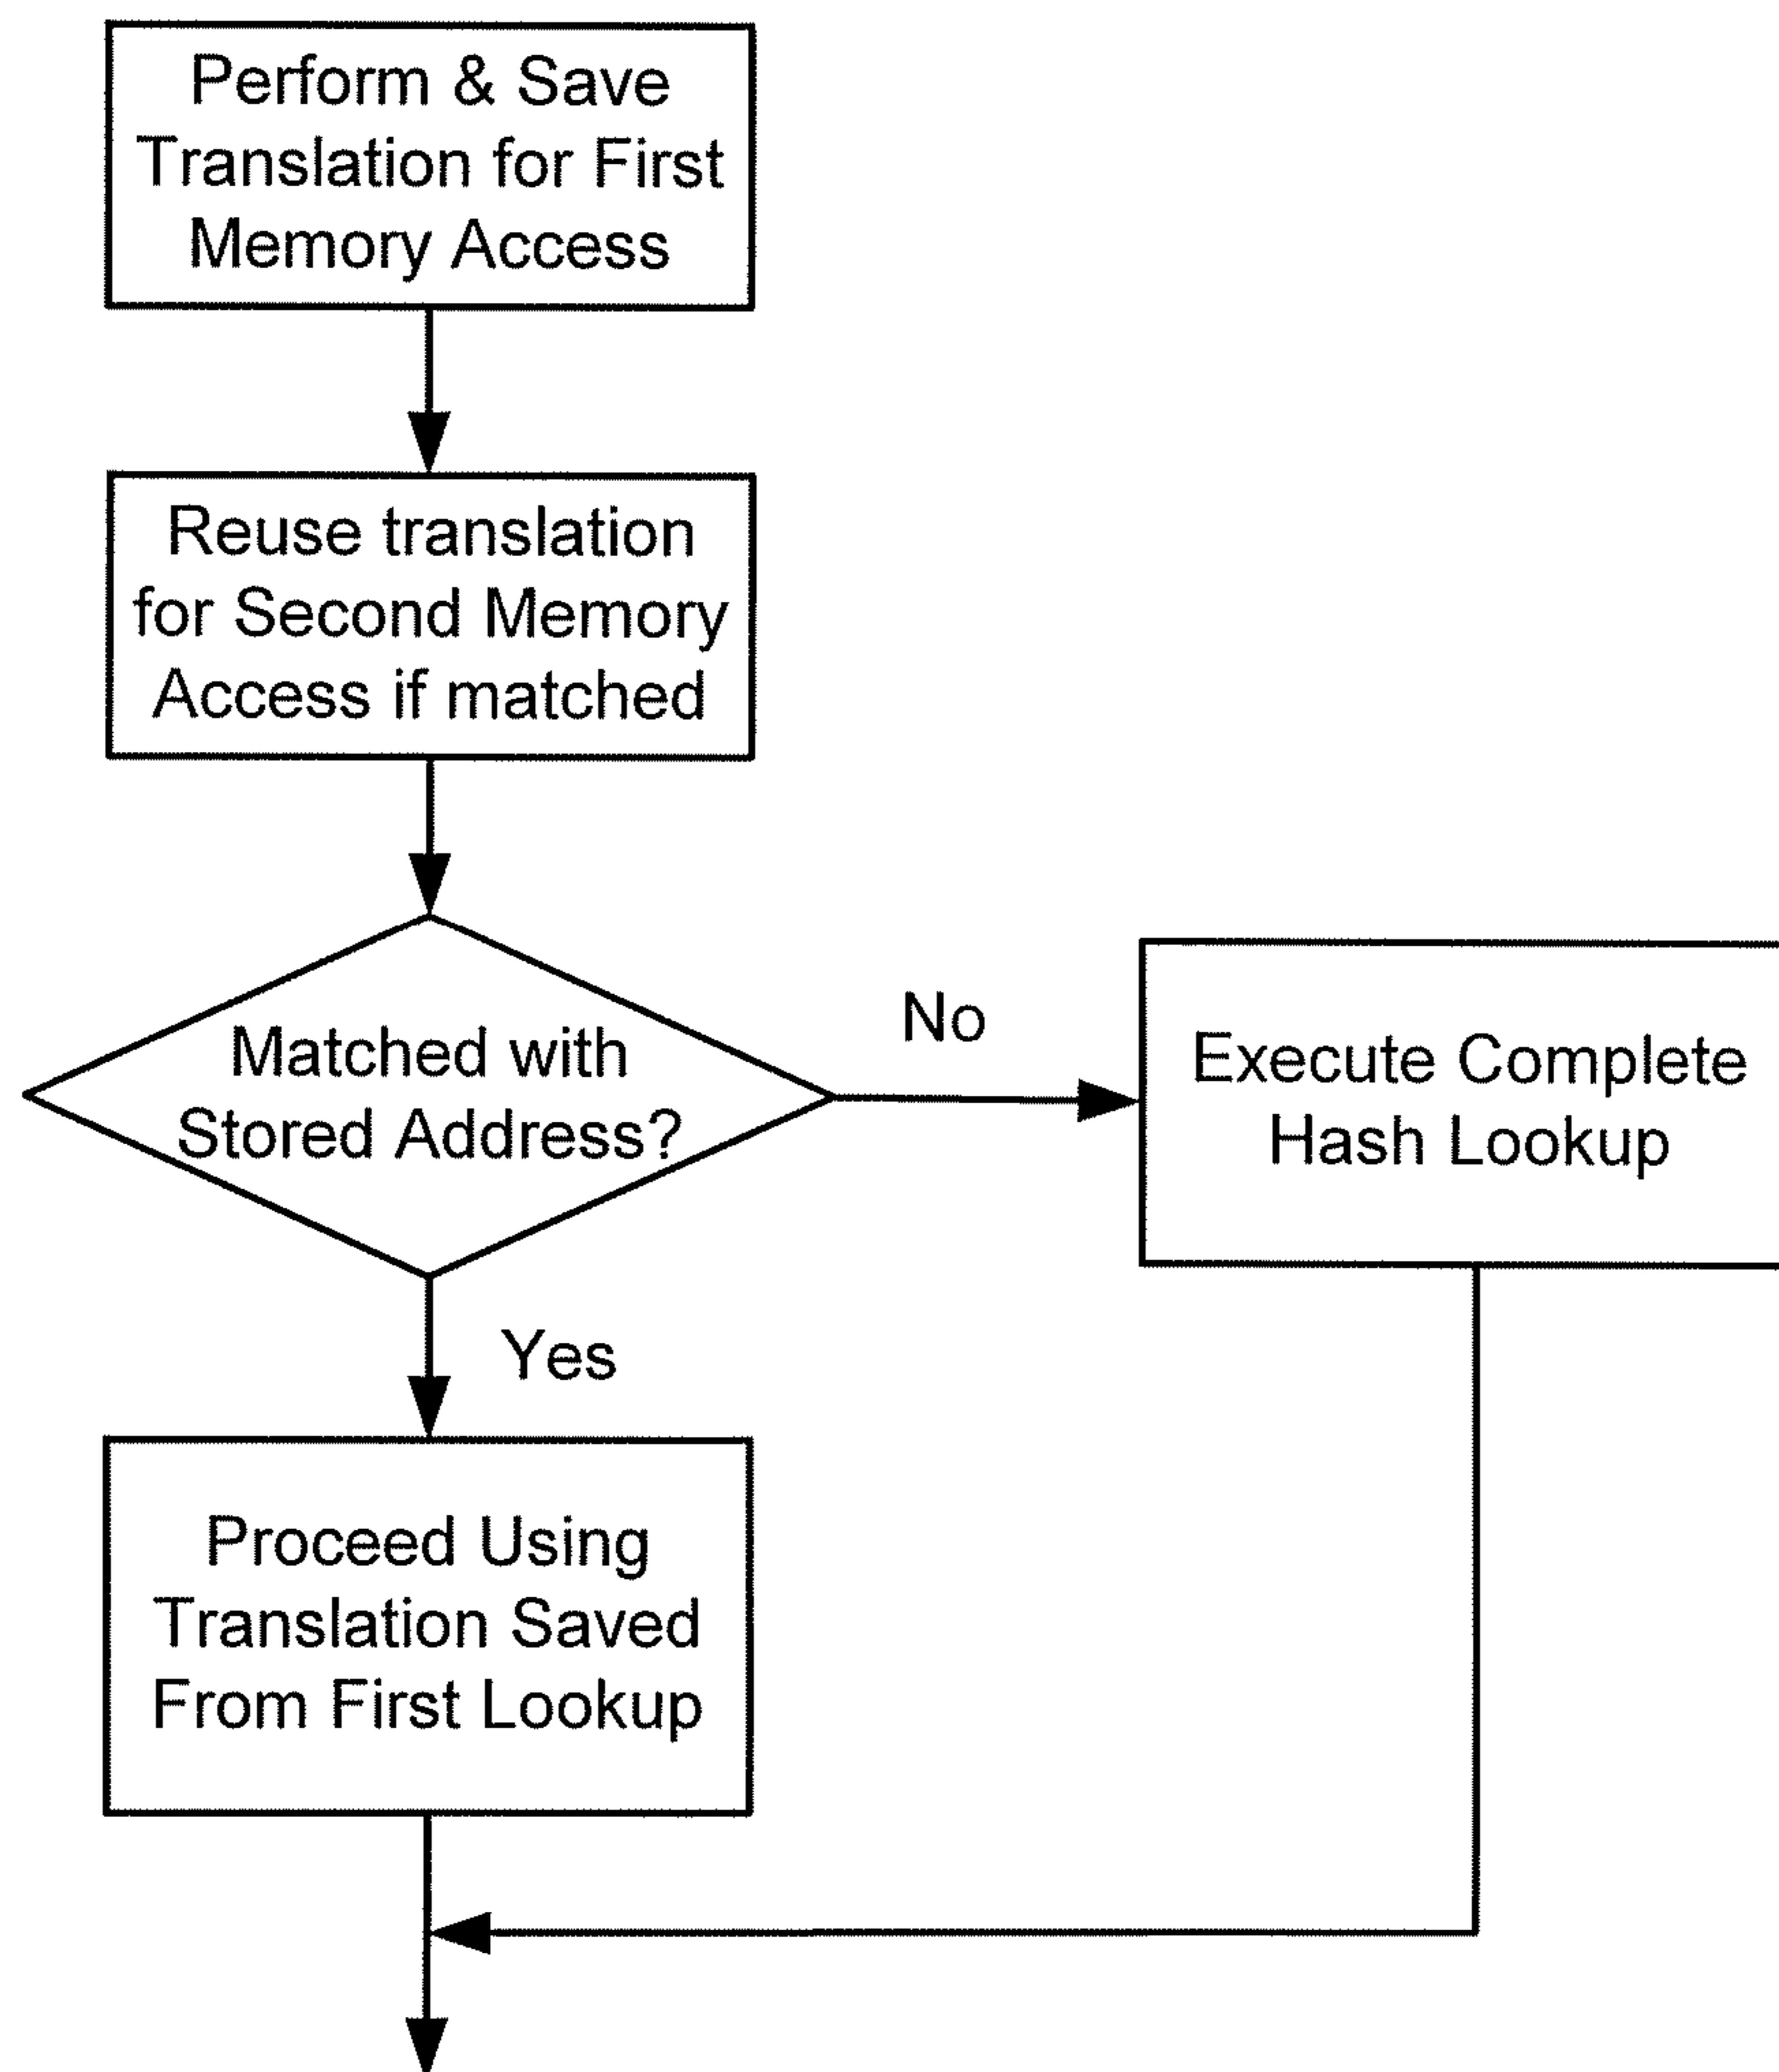 Perform & Save
Translation for First
Memory Access
Reuse translation
for Second Memory
Access if matched
Matched with
Stored Address?
No
Execute Complete
Hash Lookup
Yes
Proceed Using
Translation Saved
From First Lookup